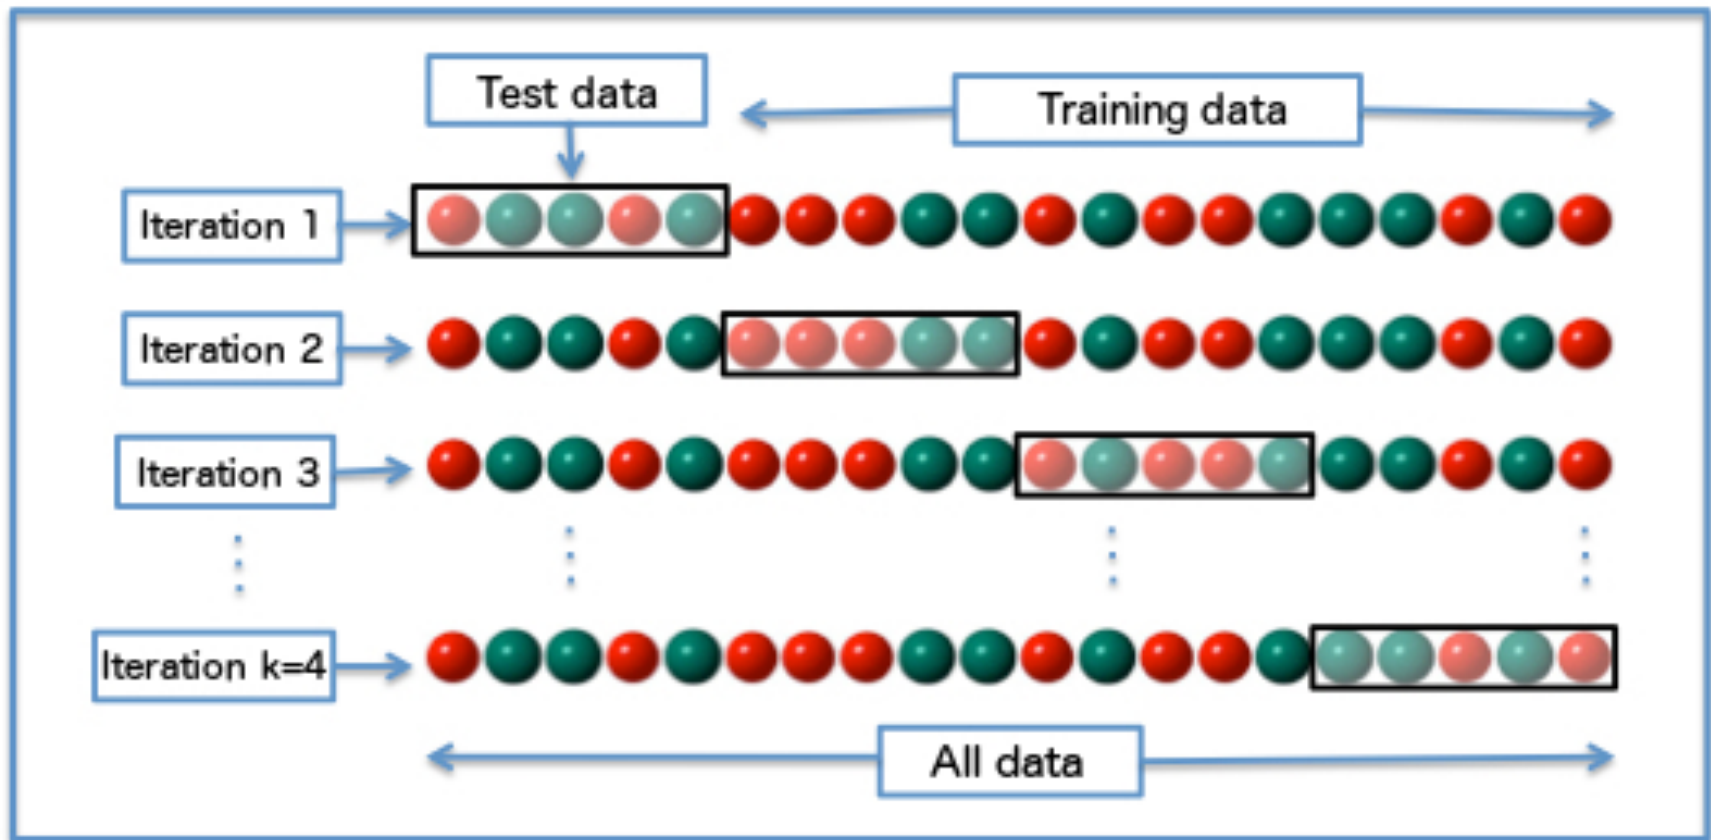 Test data
Training data
Iteration 1
Iteration 2
Iteration 3
Iteration k=4
All data